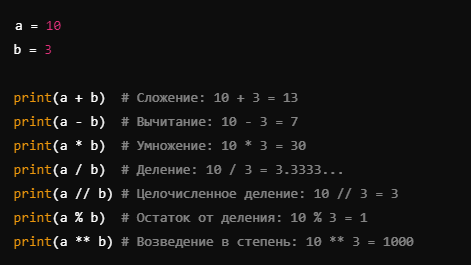 a = 10
b = 3
print(a + b)  # Сложение: 10 + 3 = 13
print(a - b)  # Вычитание: 10 - 3 = 7
print(a * b)  # Умножение: 10 * 3 = 30
print(a / b)  # Деление: 10 / 3 = 3.3333...
print(a // b) # Целочисленное деление: 10 // 3 = 3
print(a % b)  # Остаток от деления: 10 % 3 = 1
print(a ** b) # Возведение в степень: 10 ** 3 = 1000